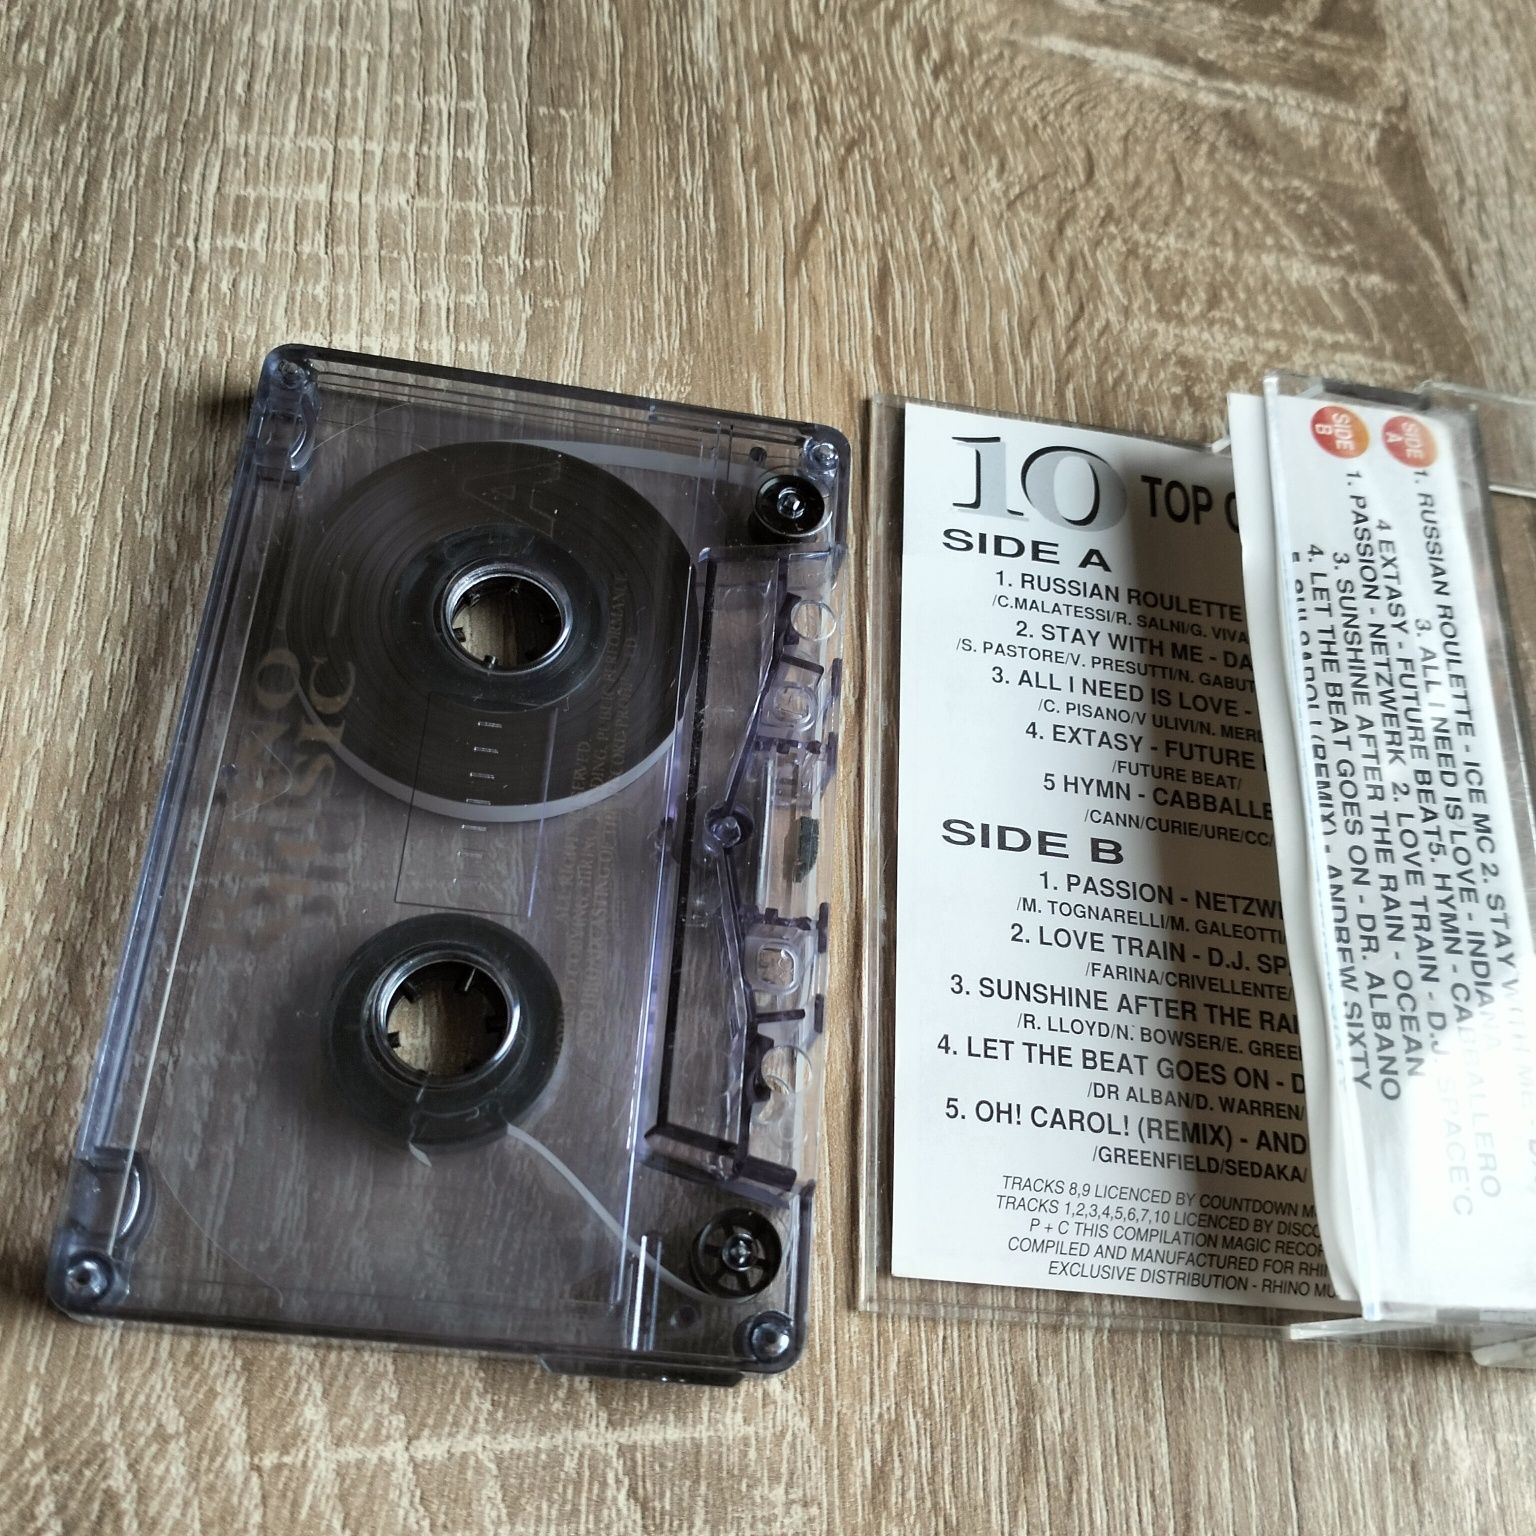 10 TOP
SIDE A
1. RUSSIAN ROULETTE
/C.MALATESSI/R. SALNI/G. VIVA
2. STAY WITH ME - DA
/S. PASTORE/V. PRESUTTI/N. GABUT
3. ALL I NEED IS LOVE -
/C. PISANO/V ULIVI/N. MERL
4. EXTASY - FUTURE
/FUTURE BEAT/
5 HYMN - CABBALLE
/CANN/CURIE/URE/CC/
SIDE B
1. PASSION - NETZW
/M. TOGNARELLI/M. GALEOTTI
2. LOVE TRAIN - D.J. SP
/FARINA/CRIVELLENTE/
3. SUNSHINE AFTER THE RAI
/R. LLOYD/N. BOWSER/E. GREE
4. LET THE BEAT GOES ON - D
/DR ALBAN/D. WARREN/
5. OH! CAROL! (REMIX) - AND
/GREENFIELD/SEDAKA/
TRACKS 8,9 LICENCED BY COUNTDOWN M
TRACKS 1,2,3,4,5,6,7,10 LICENCED BY DISCO
P + C THIS COMPILATION MAGIC RECOR
COMPILED AND MANUFACTURED FOR RHI
EXCLUSIVE DISTRIBUTION - RHINO MU
SIDE A
1. RUSSIAN ROULETTE - ICE MC 2. STAY WITH ME
3. ALL I NEED IS LOVE - INDIANA
4 EXTASY - FUTURE BEAT5. HYMN - CABBALLERO
SIDE B
1. PASSION - NETZWERK 2. LOVE TRAIN - D.J. SPACE'C
3. SUNSHINE AFTER THE RAIN - OCEAN
4. LET THE BEAT GOES ON - DR. ALBANO
(REMIX) - ANDREW SIXTY
A